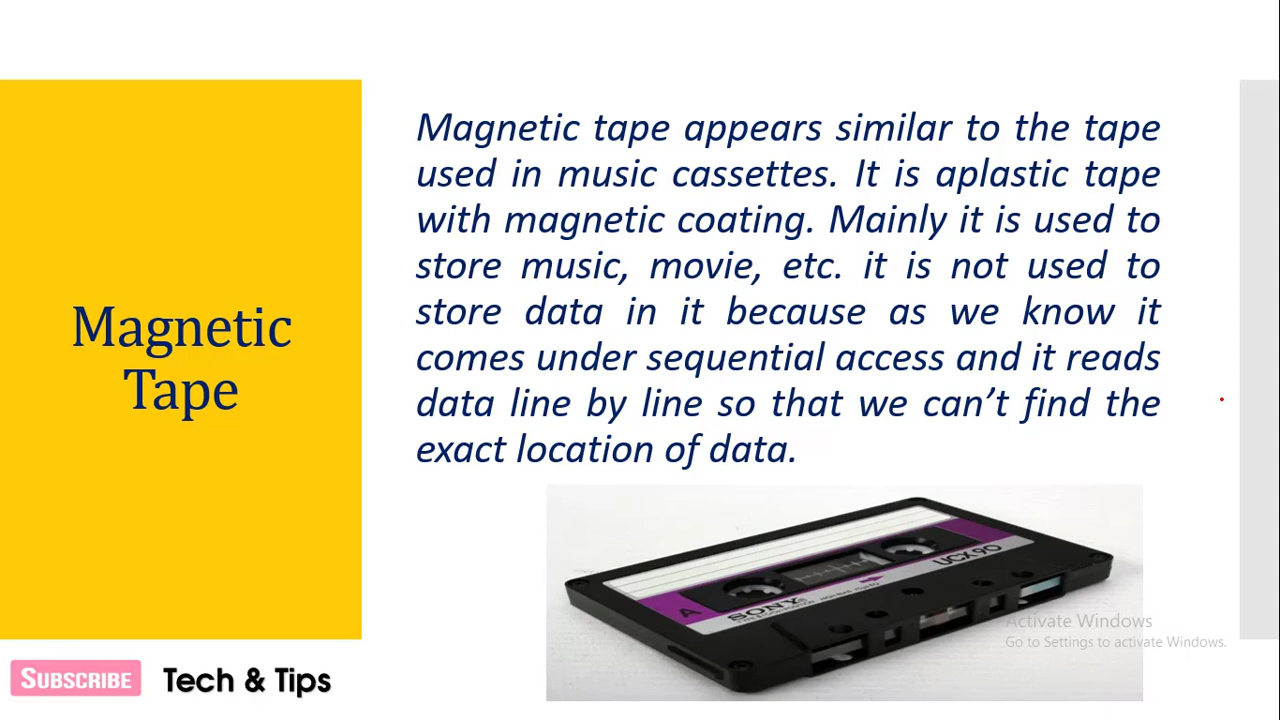 Magnetic tape appears similar to the tape
used in music cassettes. It is aplastic tape
with magnetic coating. Mainly it is used to
store music, movie, etc. it is not used to
store data in it because as we know it
comes under sequential access and it reads
data line by line so that we can't find the
exact location of data.
Magnetic
Tape
A
SONY
UCX 90
Activate Windows
Go to Settings to activate Windows.
SUBSCRIBE
Tech & Tips